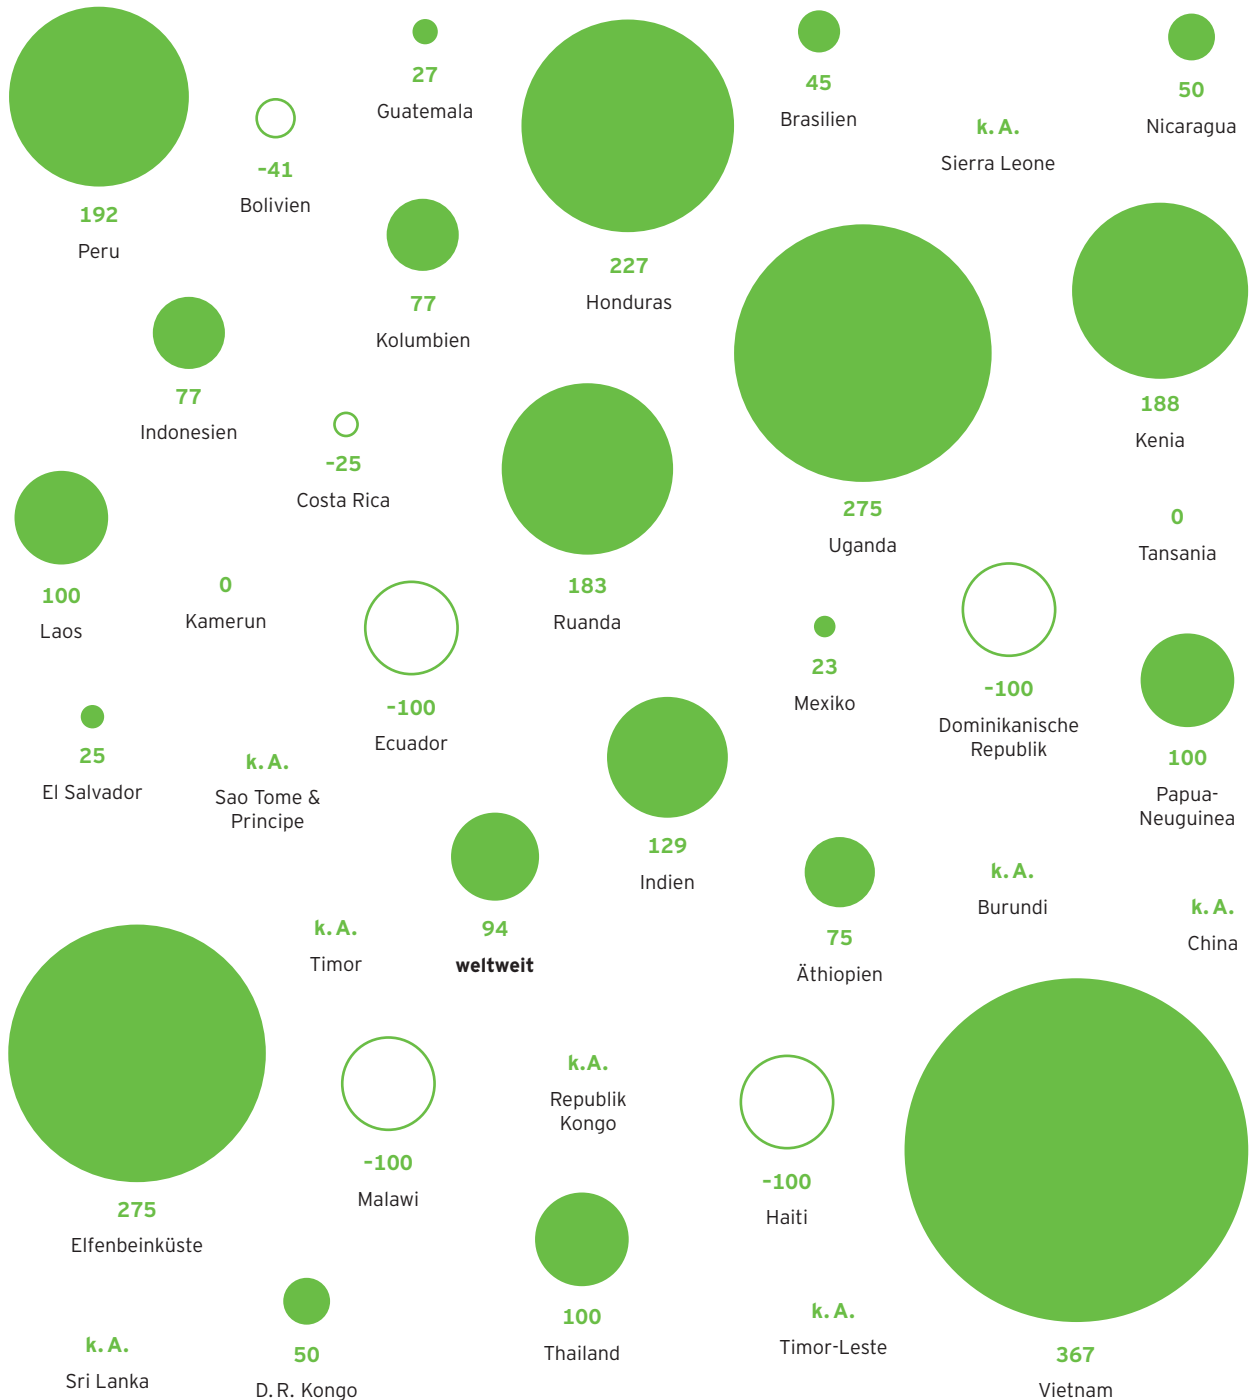 27
Guatemala
45
Brasilien
50
Nicaragua
k. A.
Sierra Leone
-41
Bolivien
192
Peru
227
Honduras
77
Kolumbien
77
Indonesien
188
Kenia
-25
Costa Rica
275
Uganda
0
Tansania
100
Laos
0
Kamerun
183
Ruanda
23
Mexiko
-100
Dominikanische
Republik
-100
Ecuador
25
El Salvador
k. A.
Sao Tome &
Principe
100
Papua-
Neuguinea
129
Indien
k. A.
Burundi
k. A.
China
k. A.
Timor
94
weltweit
75
Äthiopien
k. A.
Republik
Kongo
-100
Malawi
-100
Haiti
275
Elfenbeinküste
k. A.
Sri Lanka
50
D. R. Kongo
100
Thailand
k. A.
Timor-Leste
367
Vietnam